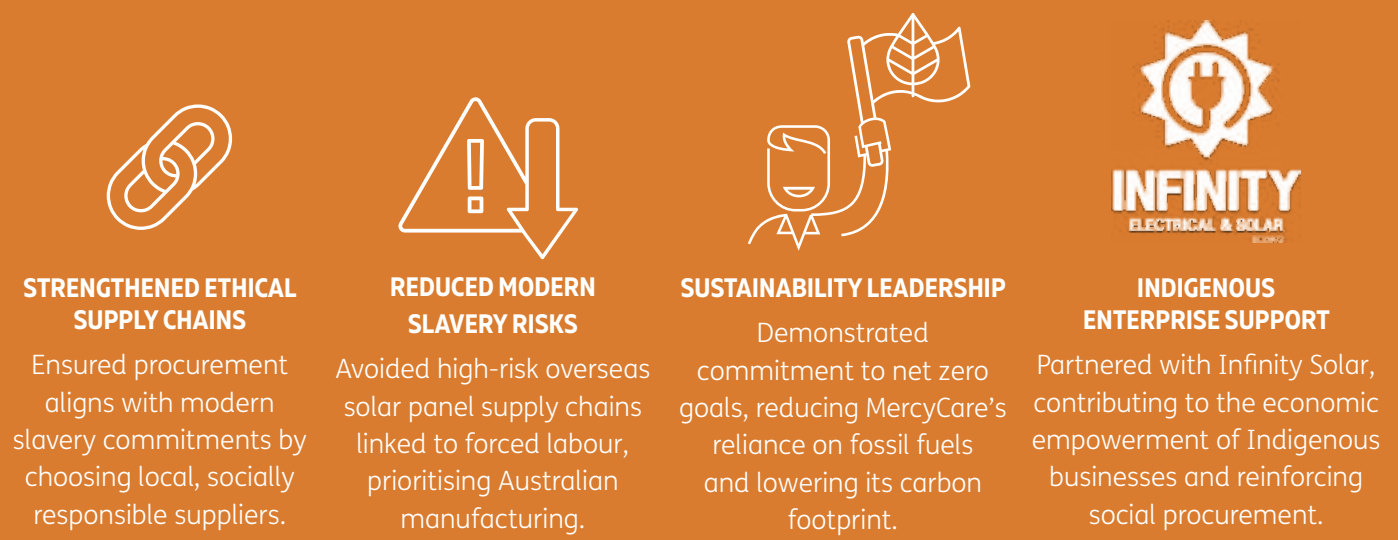 INFINITY
ELECTRICAL & SOLAR
STRENGTHENED ETHICAL
SUPPLY CHAINS
Ensured procurement
aligns with modern
slavery commitments by
choosing local, socially
responsible suppliers.
REDUCED MODERN
SLAVERY RISKS
Avoided high-risk overseas
solar panel supply chains
linked to forced labour,
prioritising Australian
manufacturing.
SUSTAINABILITY LEADERSHIP
Demonstrated
commitment to net zero
goals, reducing MercyCare’s
reliance on fossil fuels
and lowering its carbon
footprint.
INDIGENOUS
ENTERPRISE SUPPORT
Partnered with Infinity Solar,
contributing to the economic
empowerment of Indigenous
businesses and reinforcing
social procurement.